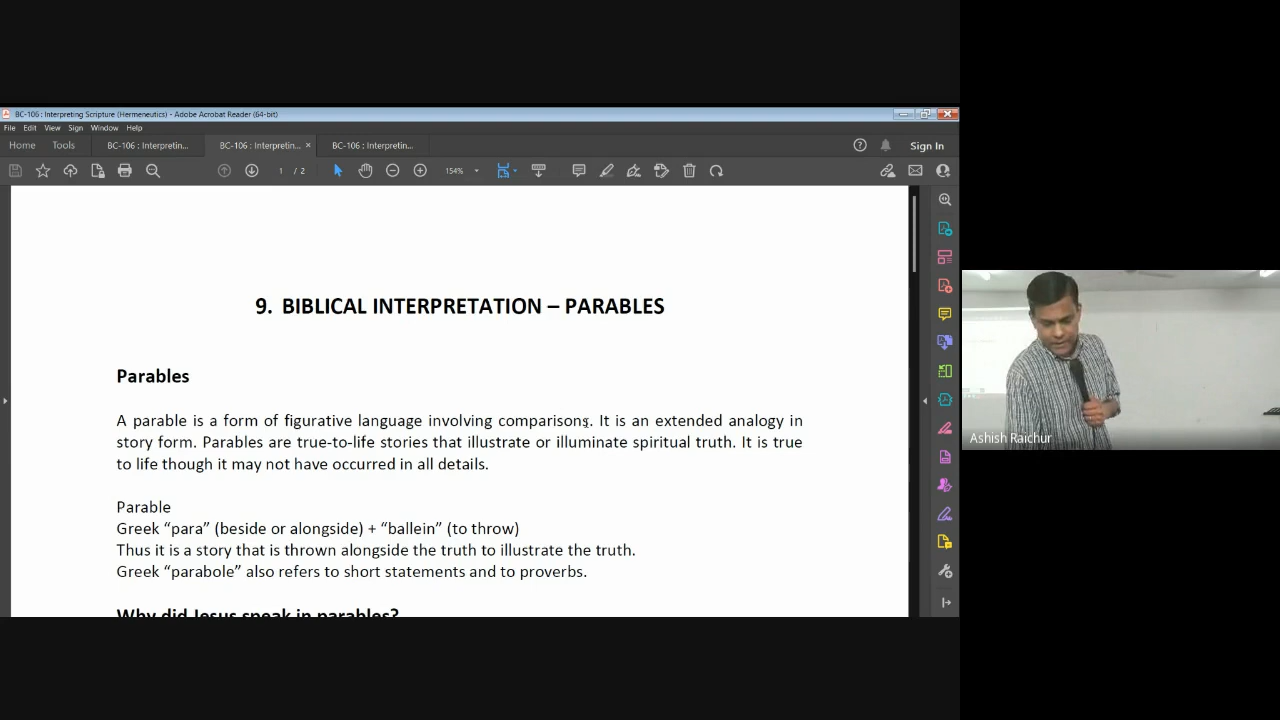 BC-106 : Interpreting Scripture (Hermeneutics) - Adobe Acrobat Reader (64-bit)
File Edit View Sign Window Help
Home Tools BC-106 : Interpretin... BC-106 : Interpretin... × BC-106 : Interpretin... Sign In
1 / 2 154%
9. BIBLICAL INTERPRETATION – PARABLES
Parables
A parable is a form of figurative language involving comparisons. It is an extended analogy in
story form. Parables are true-to-life stories that illustrate or illuminate spiritual truth. It is true
to life though it may not have occurred in all details.
Parable
Greek “para” (beside or alongside) + “ballein” (to throw)
Thus it is a story that is thrown alongside the truth to illustrate the truth.
Greek “parabole” also refers to short statements and to proverbs.
Why did Jesus speak in parables?
Ashish Raichur